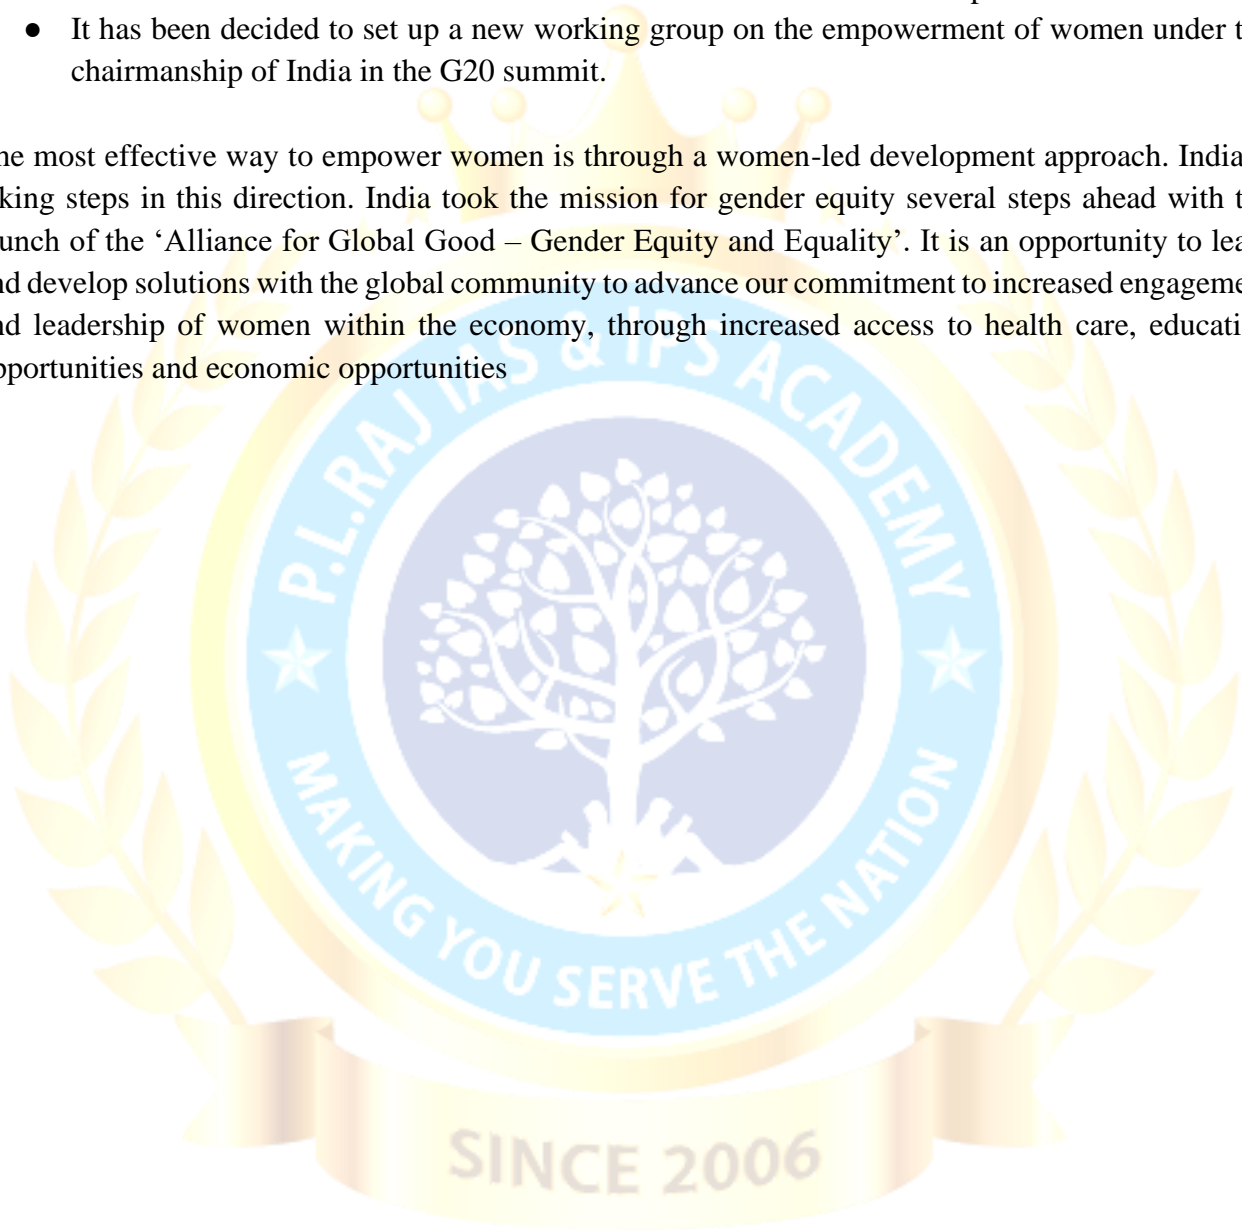 ● It has been decided to set up a new working group on the empowerment of women under t
chairmanship of India in the G20 summit.
he most effective way to empower women is through a women-led development approach. India
king steps in this direction. India took the mission for gender equity several steps ahead with t
unch of the ‘Alliance for Global Good – Gender Equity and Equality’. It is an opportunity to lea
nd develop solutions with the global community to advance our commitment to increased engageme
nd leadership of women within the economy, through increased access to health care, educati
pportunities and economic opportunities
P.L.RAJ IAS & IPS ACADEMY
MAKING YOU SERVE THE NATION
SINCE 2006